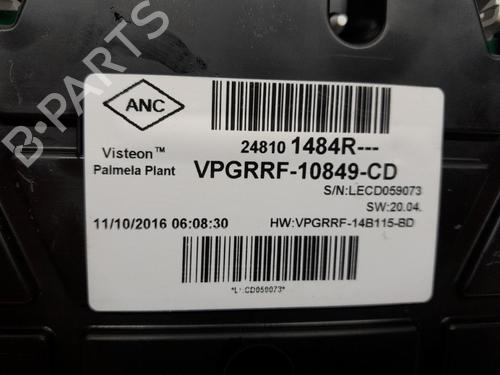 ANC
24810 1484R---
Visteon™
Palmela Plant
VPGRRF-10849-CD
S/N:LECD059073
SW:20.04.
11/10/2016 06:08:30
HW:VPGRRF-14B115-BD
B-PARTS